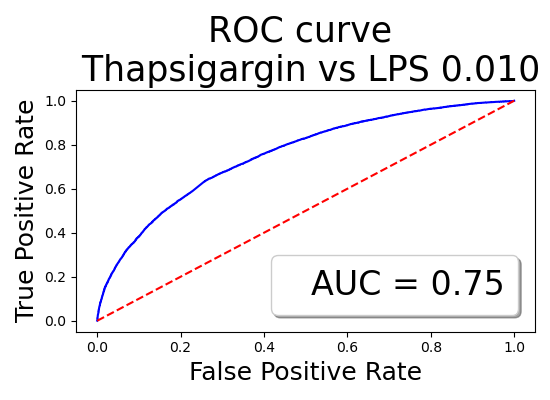 ROC curve
Thapsigargin vs LPS 0.010
True Positive Rate
1.0
0.8
0.6
0.4
0.2
0.0
AUC = 0.75
0.0 0.2 0.4 0.6 0.8 1.0
False Positive Rate